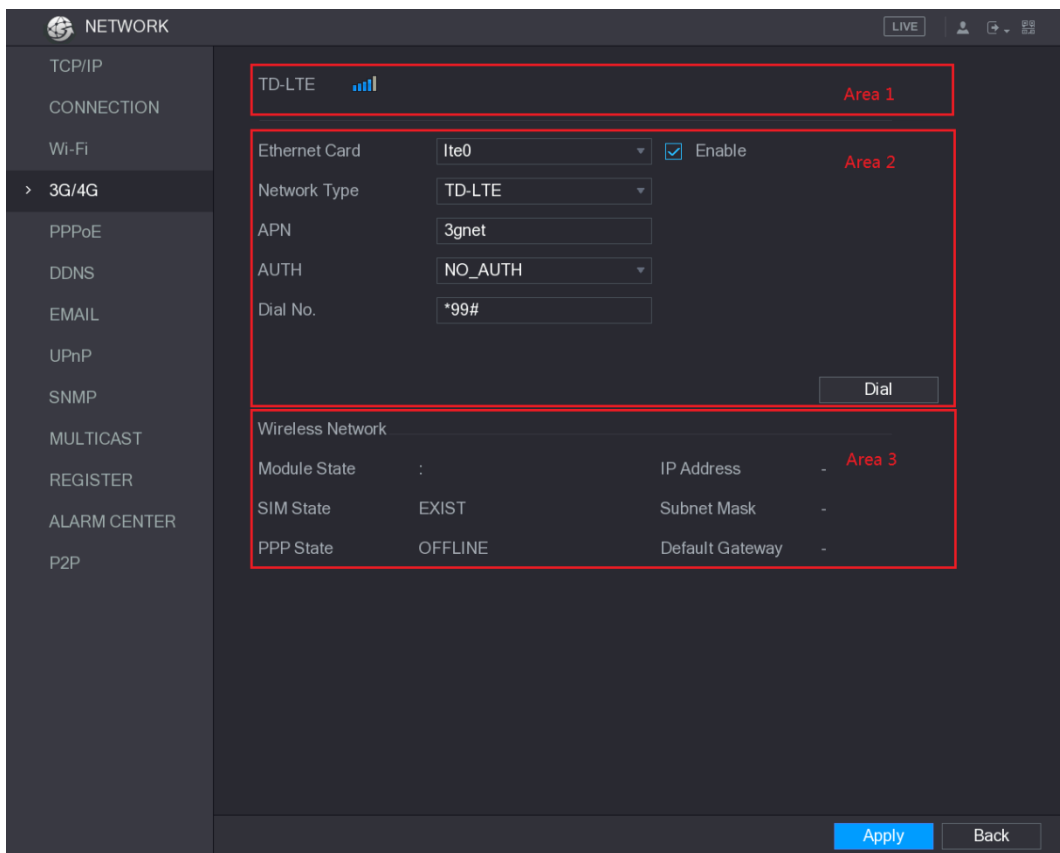 NETWORK
LIVE
TCP/IP
CONNECTION
Wi-Fi
> 3G/4G
PPPoE
DDNS
EMAIL
UPnP
SNMP
MULTICAST
REGISTER
ALARM CENTER
P2P
TD-LTE
Area 1
Ethernet Card lte0 Enable
Area 2
Network Type TD-LTE
APN 3gnet
AUTH NO_AUTH
Dial No. *99#
Dial
Wireless Network
Area 3
Module State : IP Address -
SIM State EXIST Subnet Mask -
PPP State OFFLINE Default Gateway -
Apply Back